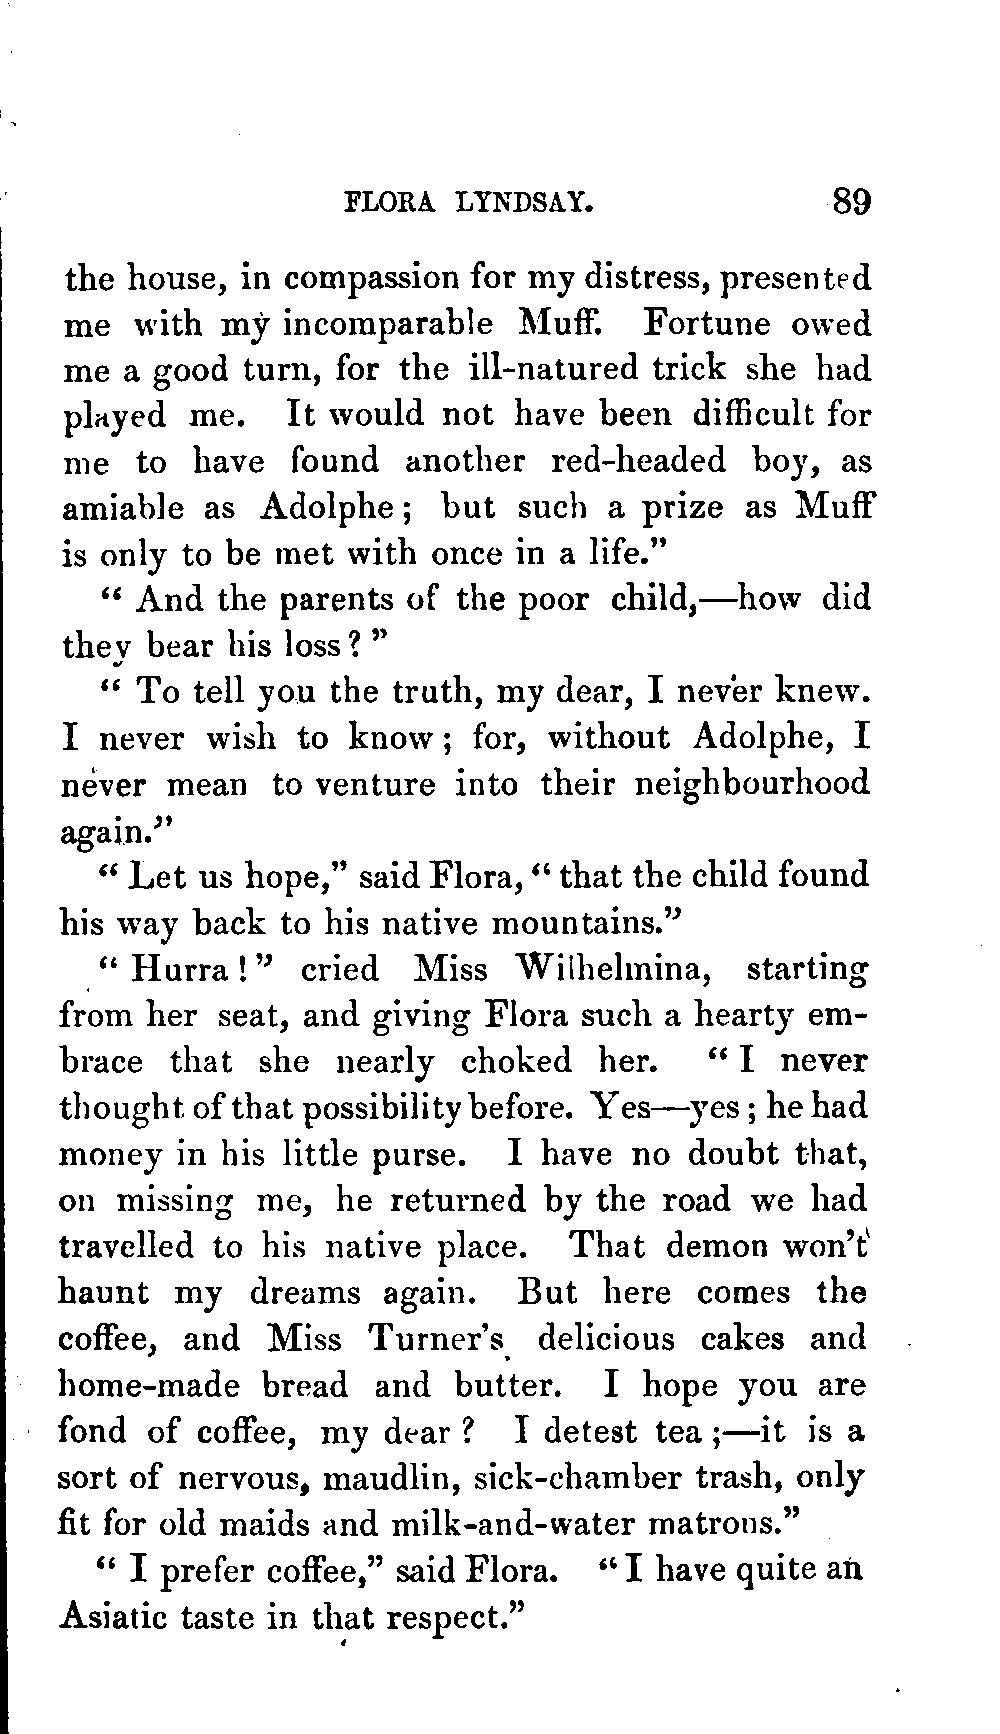 FLORA LYNDSAY. 89
the house, in compassion for my distress, presented
me with my incomparable Muff. Fortune owed
me a good turn, for the ill-natured trick she had
played me. It would not have been difficult for
me to have found another red-headed boy, as
amiable as Adolphe; but such a prize as Muff
is only to be met with once in a life."
" And the parents of the poor child,—how did
they bear his loss? "
" To tell you the truth, my dear, I never knew.
I never wish to know; for, without Adolphe, I
never mean to venture into their neighbourhood
again."
" Let us hope," said Flora, " that the child found
his way back to his native mountains."
" Hurra!" cried Miss Wilhelmina, starting
from her seat, and giving Flora such a hearty em-
brace that she nearly choked her. " I never
thought of that possibility before. Yes—yes; he had
money in his little purse. I have no doubt that,
on missing me, he returned by the road we had
travelled to his native place. That demon won't
haunt my dreams again. But here comes the
coffee, and Miss Turner's delicious cakes and
home-made bread and butter. I hope you are
fond of coffee, my dear? I detest tea;—it is a
sort of nervous, maudlin, sick-chamber trash, only
fit for old maids and milk-and-water matrons."
" I prefer coffee," said Flora. " I have quite an
Asiatic taste in that respect."